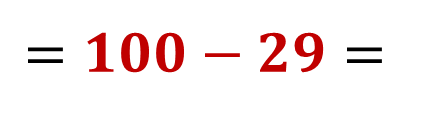 = 100 − 29 =